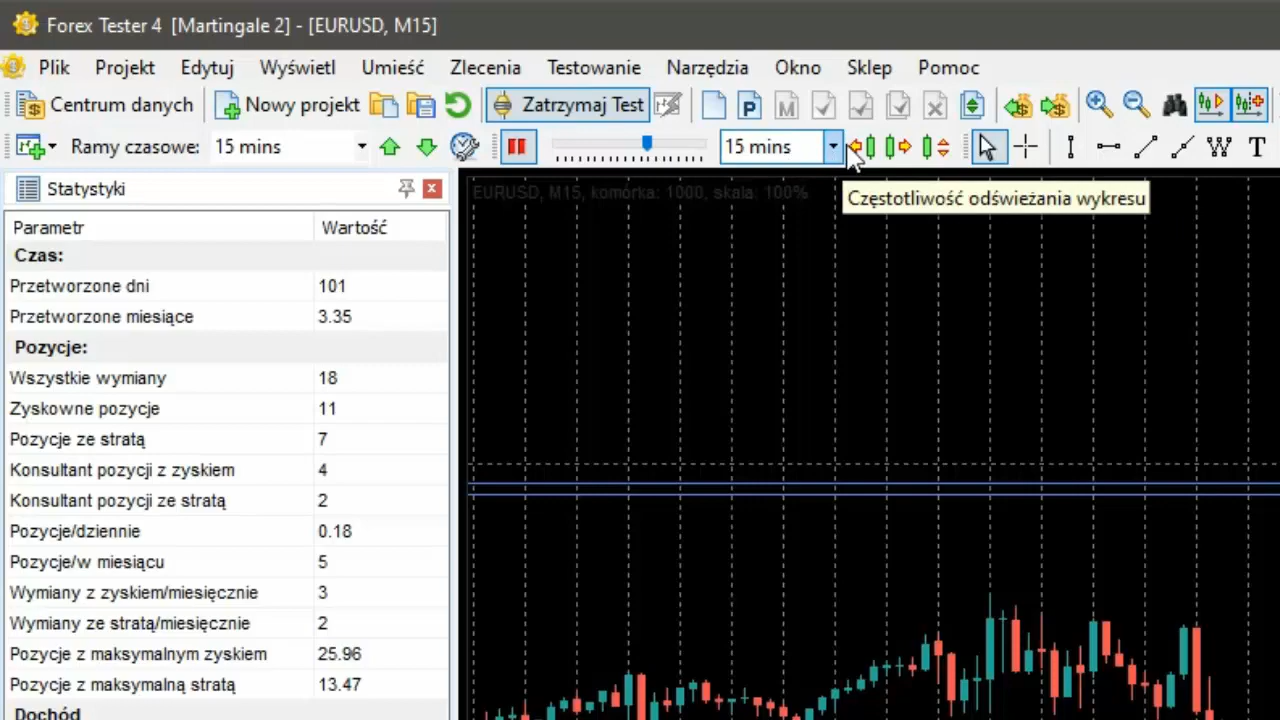 Forex Tester 4 [Martingale 2] - [EURUSD, M15]
Plik Projekt Edytuj Wyświetl Umieść Zlecenia Testowanie Narzędzia Okno Sklep Pomoc
Centrum danych Nowy projekt Zatrzymaj Test
Ramy czasowe: 15 mins 15 mins
Częstotliwość odświeżania wykresu
Statystyki
EURUSD, M15, komórka: 1000, skala: 100%
Parametr Wartość
Czas:
Przetworzone dni 101
Przetworzone miesiące 3.35
Pozycje:
Wszystkie wymiany 18
Zyskowne pozycje 11
Pozycje ze stratą 7
Konsultant pozycji z zyskiem 4
Konsultant pozycji ze stratą 2
Pozycje/dziennie 0.18
Pozycje/w miesiącu 5
Wymiany z zyskiem/miesięcznie 3
Wymiany ze stratą/miesięcznie 2
Pozycje z maksymalnym zyskiem 25.96
Pozycje z maksymalną stratą 13.47
Dochód